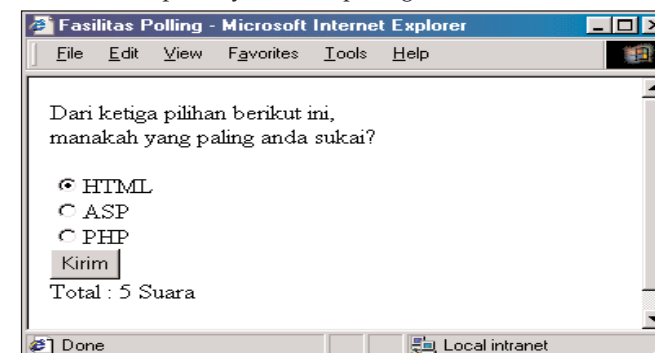 Fasilitas Polling - Microsoft Internet Explorer
File Edit View Favorites Tools Help
Dari ketiga pilihan berikut ini,
manakah yang paling anda sukai?
HTML
ASP
PHP
Kirim
Total : 5 Suara
Done Local intranet